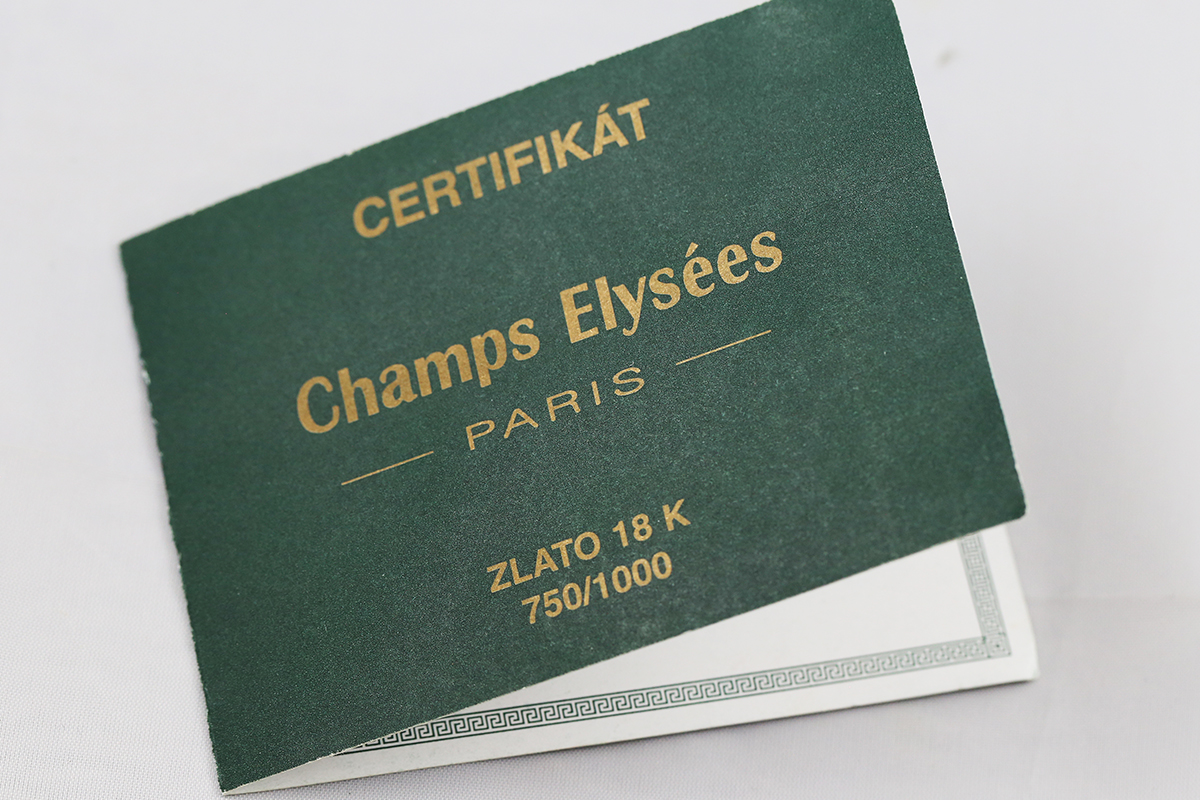 CERTIFIKÁT
Champs Elysées
PARIS
ZLATO 18 K
750/1000